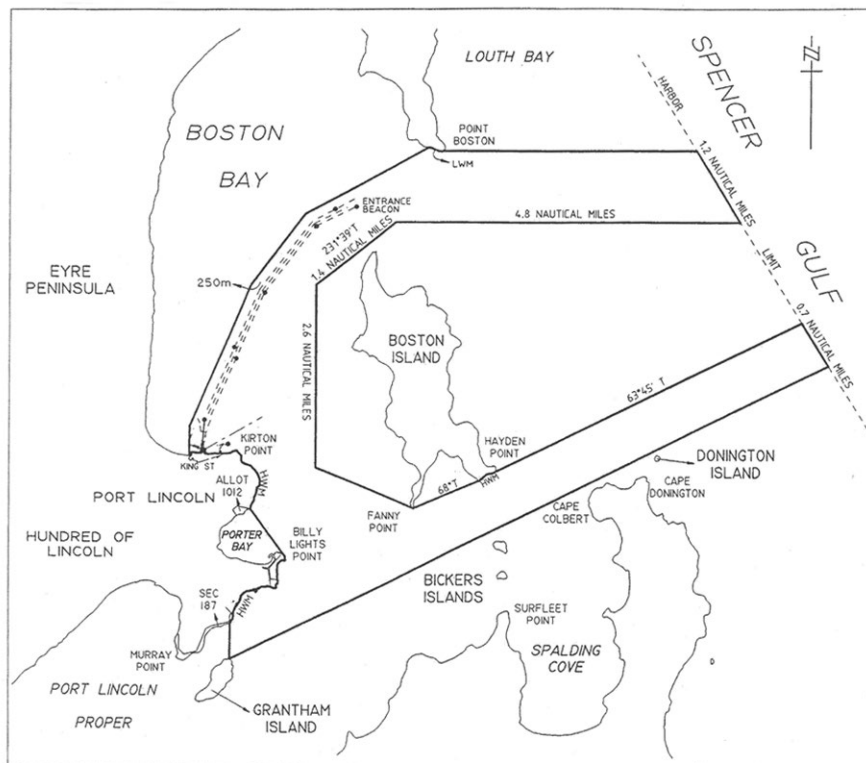 LOUTH BAY
SPENCER
N
HARBOR
BOSTON
BAY
POINT
BOSTON
LWM
1.2 NAUTICAL MILES
ENTRANCE
BEACON
231°39'T
1.4 NAUTICAL MILES
4.8 NAUTICAL MILES
LIMIT
GULF
EYRE
PENINSULA
250m
0.7 NAUTICAL MILES
2.6 NAUTICAL MILES
BOSTON
ISLAND
63°45' T
KIRTON
POINT
KING ST
HAYDEN
POINT
HWM
68°T
HWM
DONINGTON
ISLAND
PORT LINCOLN
ALLOT
1012
CAPE
DONINGTON
CAPE
COLBERT
FANNY
POINT
HUNDRED OF
LINCOLN
PORTER
BAY
BILLY
LIGHTS
POINT
BICKERS
ISLANDS
SEC
187
HWM
SURFLEET
POINT
MURRAY
POINT
SPALDING
COVE
PORT LINCOLN
PROPER
GRANTHAM
ISLAND